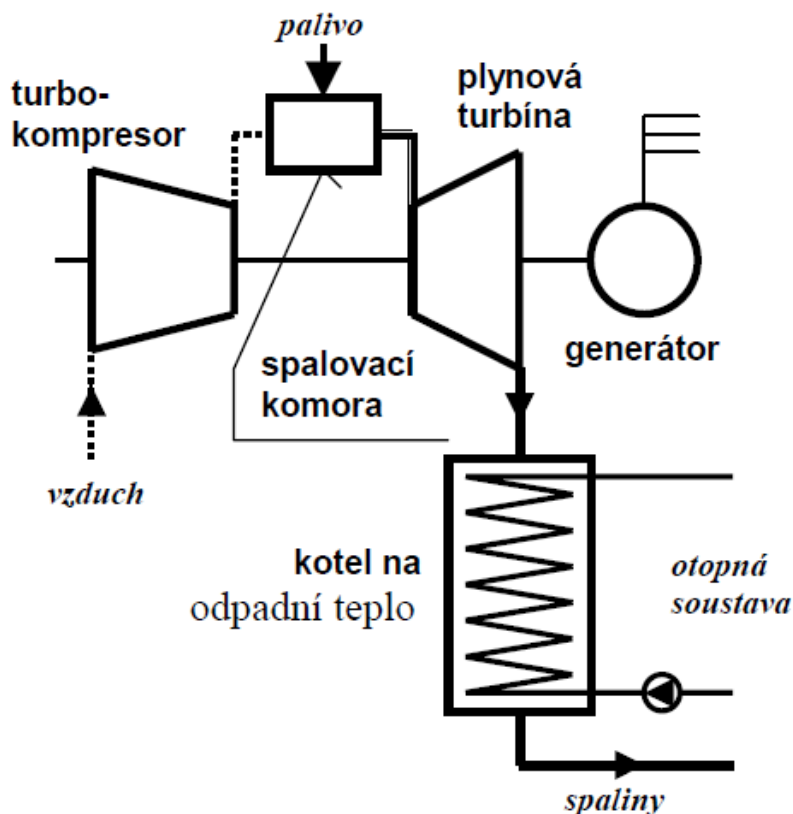 palivo
turbo-
kompresor
plynová
turbína
generátor
spalovací
komora
vzduch
kotel na
odpadní teplo
otopná
soustava
spaliny